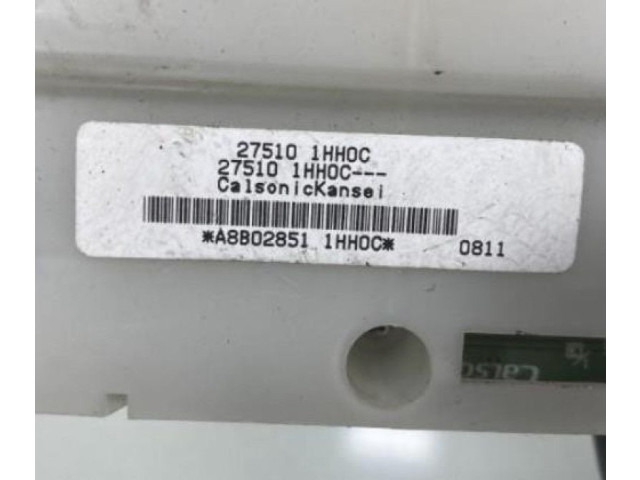 27510 1HH0C
27510 1HH0C---
CalsonicKansei
*A8B02851 1HH0C*
0811